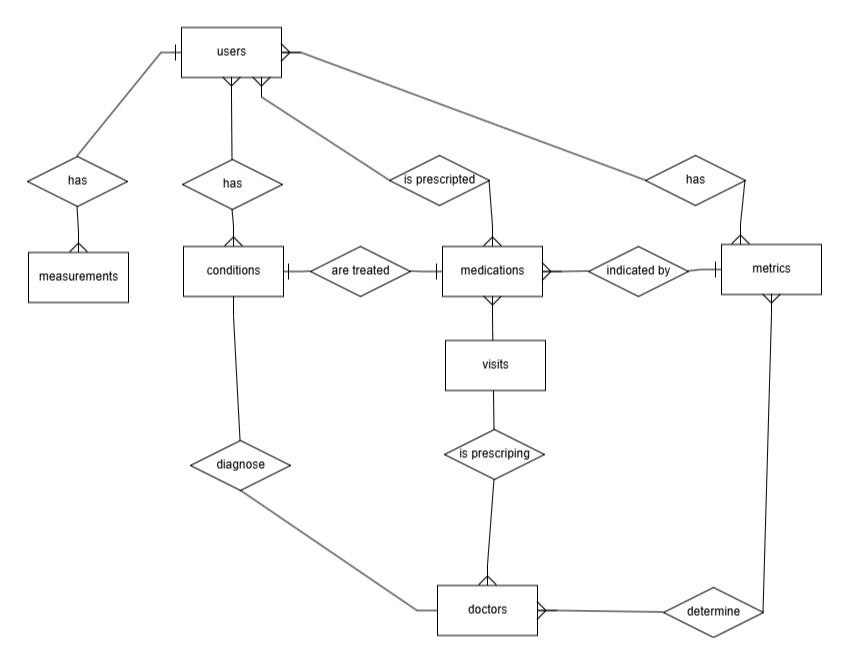 users
has
has
is prescripted
has
measurements
conditions
are treated
medications
indicated by
metrics
visits
diagnose
is prescriping
doctors
determine